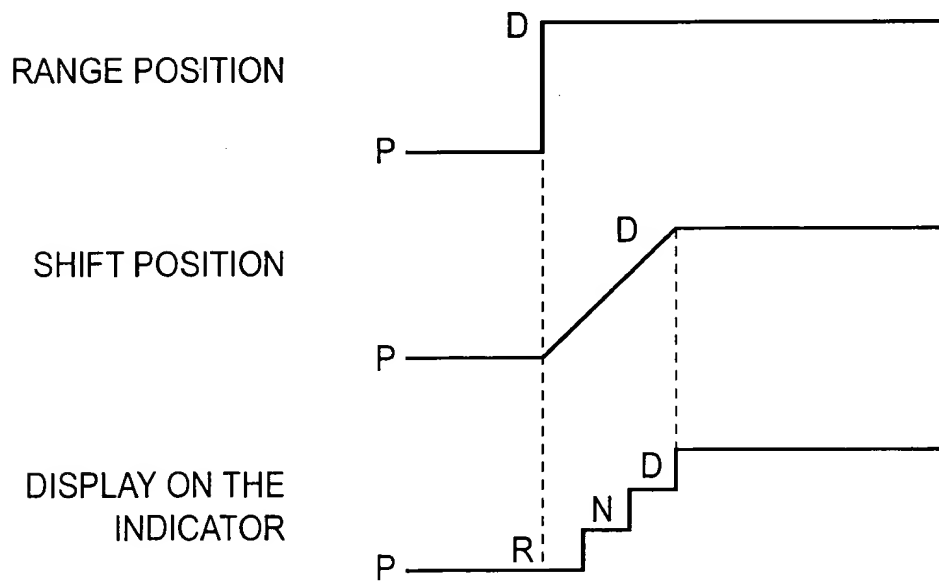 D
RANGE POSITION
P
D
SHIFT POSITION
P
D
DISPLAY ON THE
N
INDICATOR
R
P